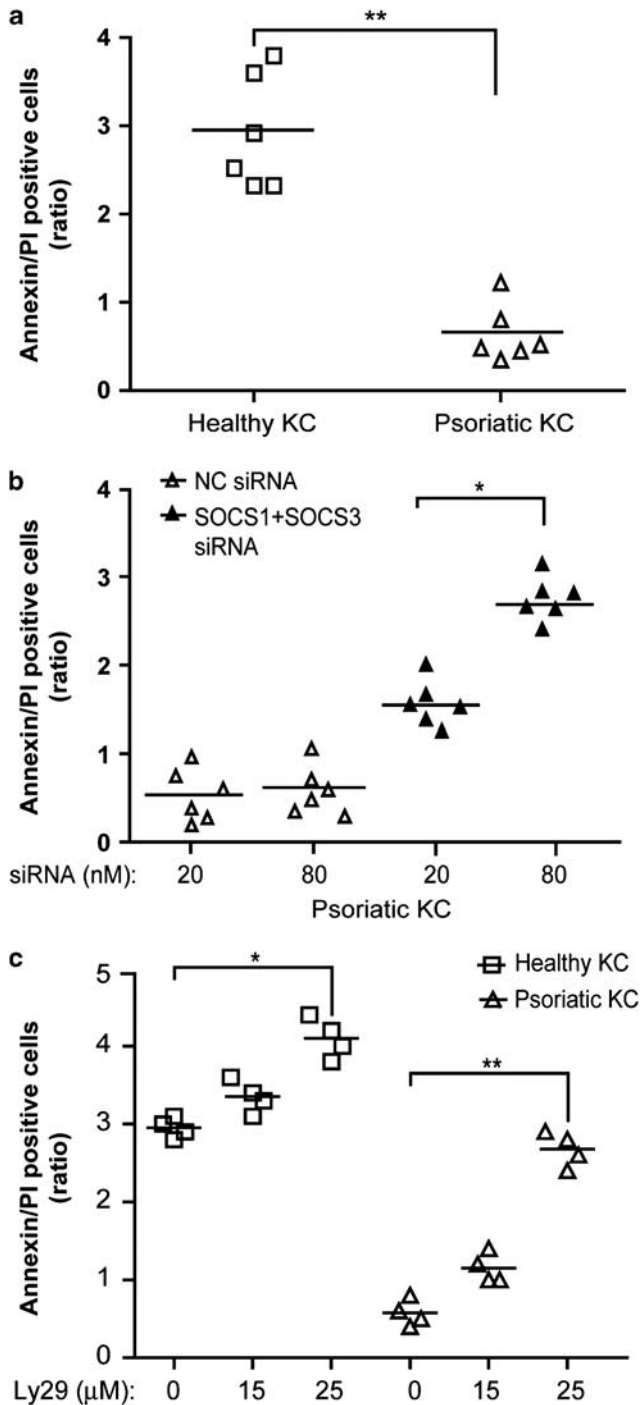 a
**
4
3
2
1
0
Annexin/PI positive cells
(ratio)
Healthy KC
Psoriatic KC
b
NC siRNA
SOCS1+SOCS3
siRNA
*
4
3
2
1
0
Annexin/PI positive cells
(ratio)
siRNA (nM): 20 80 20 80
Psoriatic KC
c
Healthy KC
Psoriatic KC
*
**
5
4
3
2
1
0
Annexin/PI positive cells
(ratio)
Ly29 (μM): 0 15 25 0 15 25